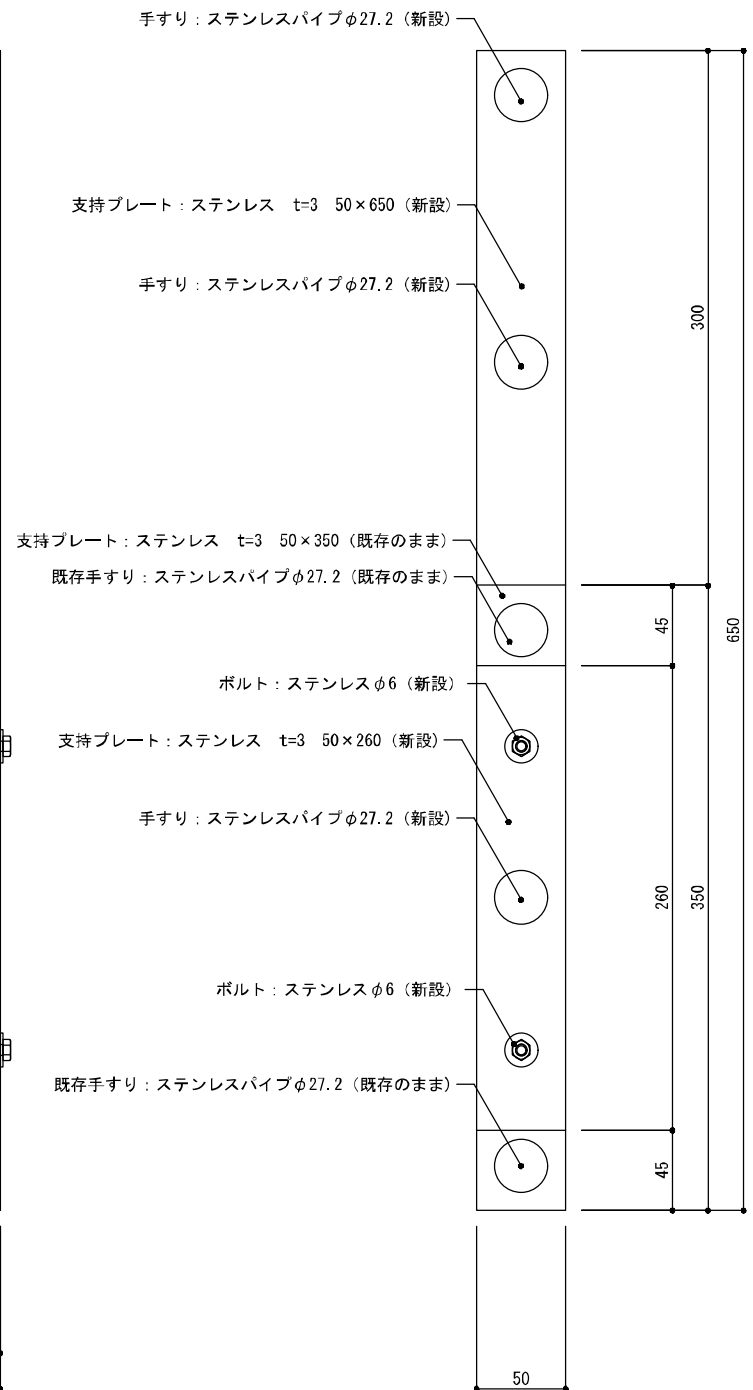 手すり：ステンレスパイプφ27.2（新設）
支持プレート：ステンレス　t=3　50×650（新設）
手すり：ステンレスパイプφ27.2（新設）
300
支持プレート：ステンレス　t=3　50×350（既存のまま）
既存手すり：ステンレスパイプφ27.2（既存のまま）
45
650
ボルト：ステンレスφ6（新設）
支持プレート：ステンレス　t=3　50×260（新設）
手すり：ステンレスパイプφ27.2（新設）
260
350
ボルト：ステンレスφ6（新設）
既存手すり：ステンレスパイプφ27.2（既存のまま）
45
50